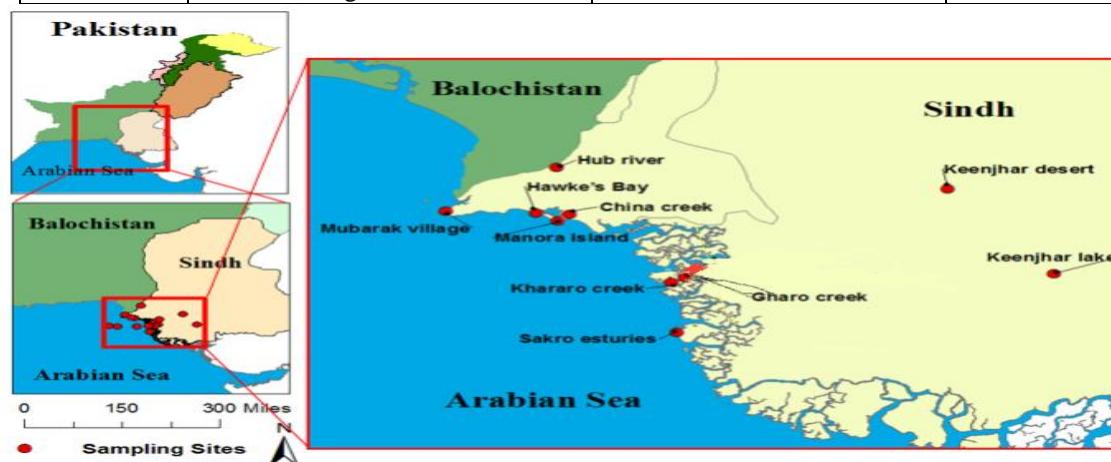 Pakistan
Arabian Sea
Balochistan
Sindh
Arabian Sea
0 150 300 Miles
N
Sampling Sites
Balochistan
Sindh
Hub river
Keenjhar desert
Hawke's Bay
China creek
Mubarak village
Manora Island
Keenjhar lake
Khararo creek
Gharo creek
Sakro esturies
Arabian Sea